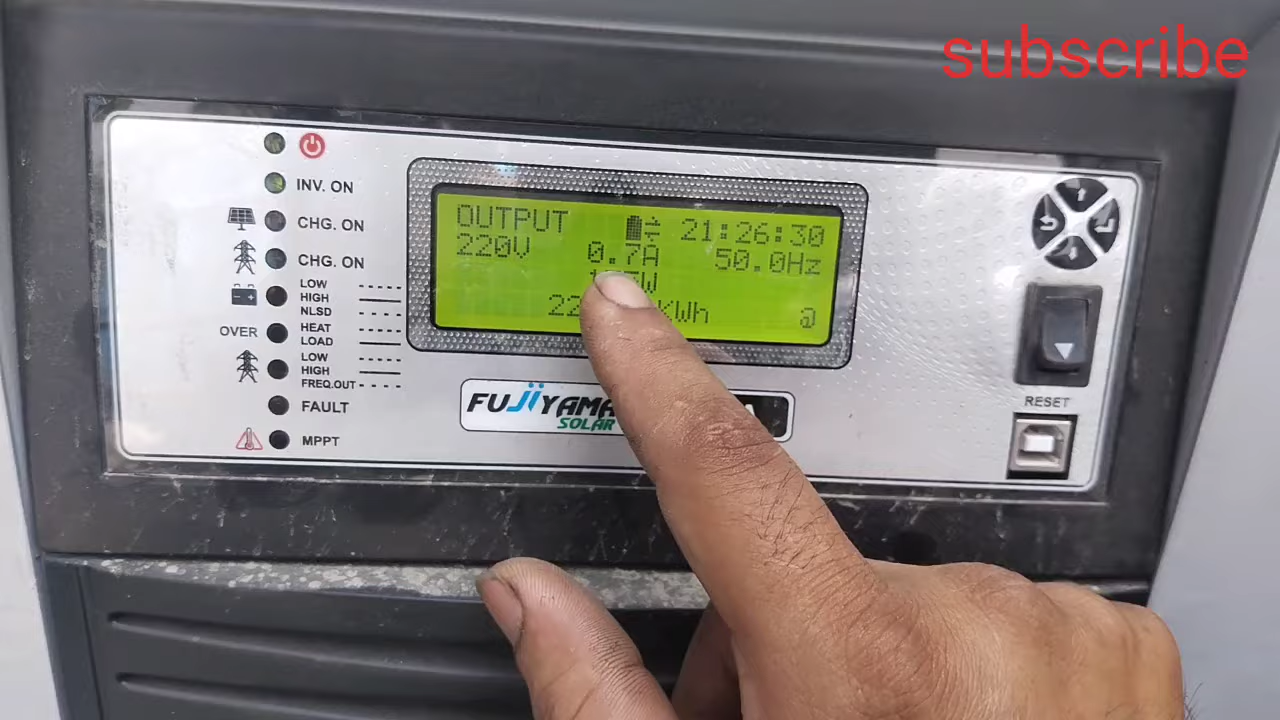 subscribe
INV. ON
CHG. ON
CHG. ON
LOW
HIGH
NLSD
OVER
HEAT
LOAD
LOW
HIGH
FREQ.OUT
FAULT
MPPT
OUTPUT 21:26:30
220V 0.7A 50.0Hz
KWh
FUJIYAMA
SOLAR
RESET